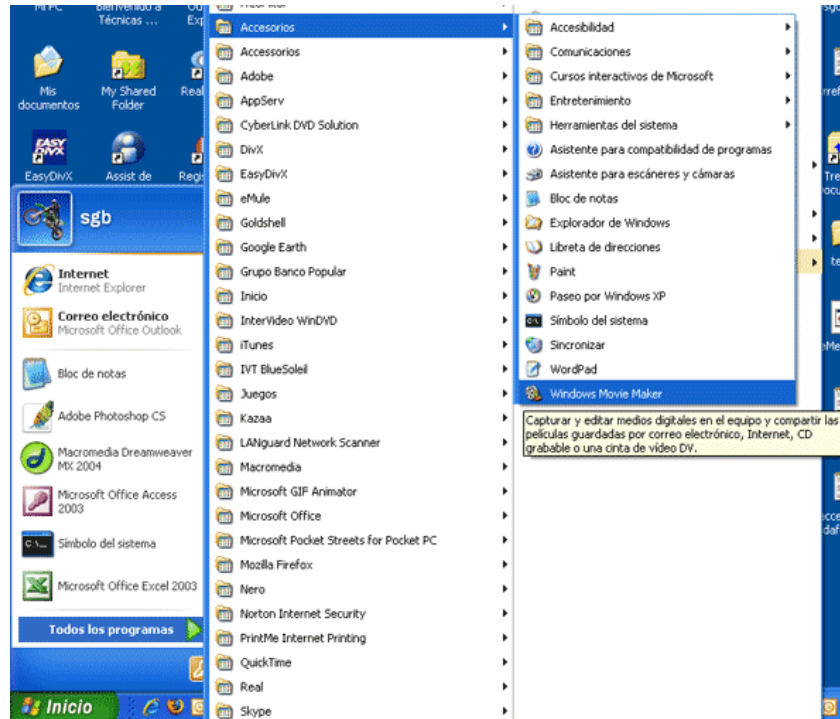 Mi PC
Bienvenido a
Técnicas ...
Mis
documentos
My Shared
Folder
EasyDivX
Assist de
sgb
Internet
Internet Explorer
Correo electrónico
Microsoft Office Outlook
Bloc de notas
Adobe Photoshop CS
Macromedia Dreamweaver
MX 2004
Microsoft Office Access
2003
Símbolo del sistema
Microsoft Office Excel 2003
Todos los programas
Inicio
Accesorios
Accessorios
Adobe
AppServ
CyberLink DVD Solution
DivX
EasyDivX
eMule
Goldshell
Google Earth
Grupo Banco Popular
Inicio
InterVideo WinDVD
iTunes
IVT BlueSoleil
Juegos
Kazaa
LANguard Network Scanner
Macromedia
Microsoft GIF Animator
Microsoft Office
Microsoft Pocket Streets for Pocket PC
Mozilla Firefox
Nero
Norton Internet Security
PrintMe Internet Printing
QuickTime
Real
Skype
Accesibilidad
Comunicaciones
Cursos interactivos de Microsoft
Entretenimiento
Herramientas del sistema
Asistente para compatibilidad de programas
Asistente para escáneres y cámaras
Bloc de notas
Explorador de Windows
Libreta de direcciones
Paint
Paseo por Windows XP
Símbolo del sistema
Sincronizar
WordPad
Windows Movie Maker
Capturar y editar medios digitales en el equipo y compartir las
películas guardadas por correo electrónico, Internet, CD
grabable o una cinta de vídeo DV.